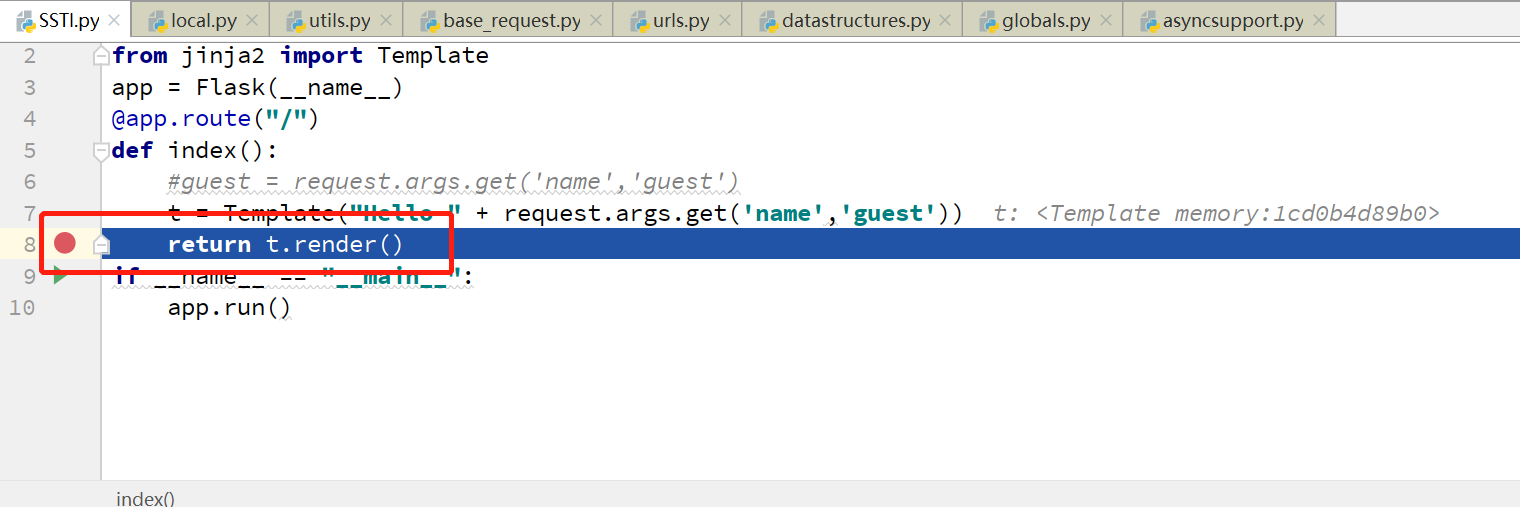 SSTI.py local.py utils.py base_request.py urls.py datastructures.py globals.py asyncsupport.py
2 from jinja2 import Template
3 app = Flask(__name__)
4 @app.route("/")
5 def index():
6 #guest = request.args.get('name','guest')
7 t = Template("Hello " + request.args.get('name','guest')) t: <Template memory:1cd0b4d89b0>
8 return t.render()
9 if __name__ == "__main__":
10 app.run()
index()